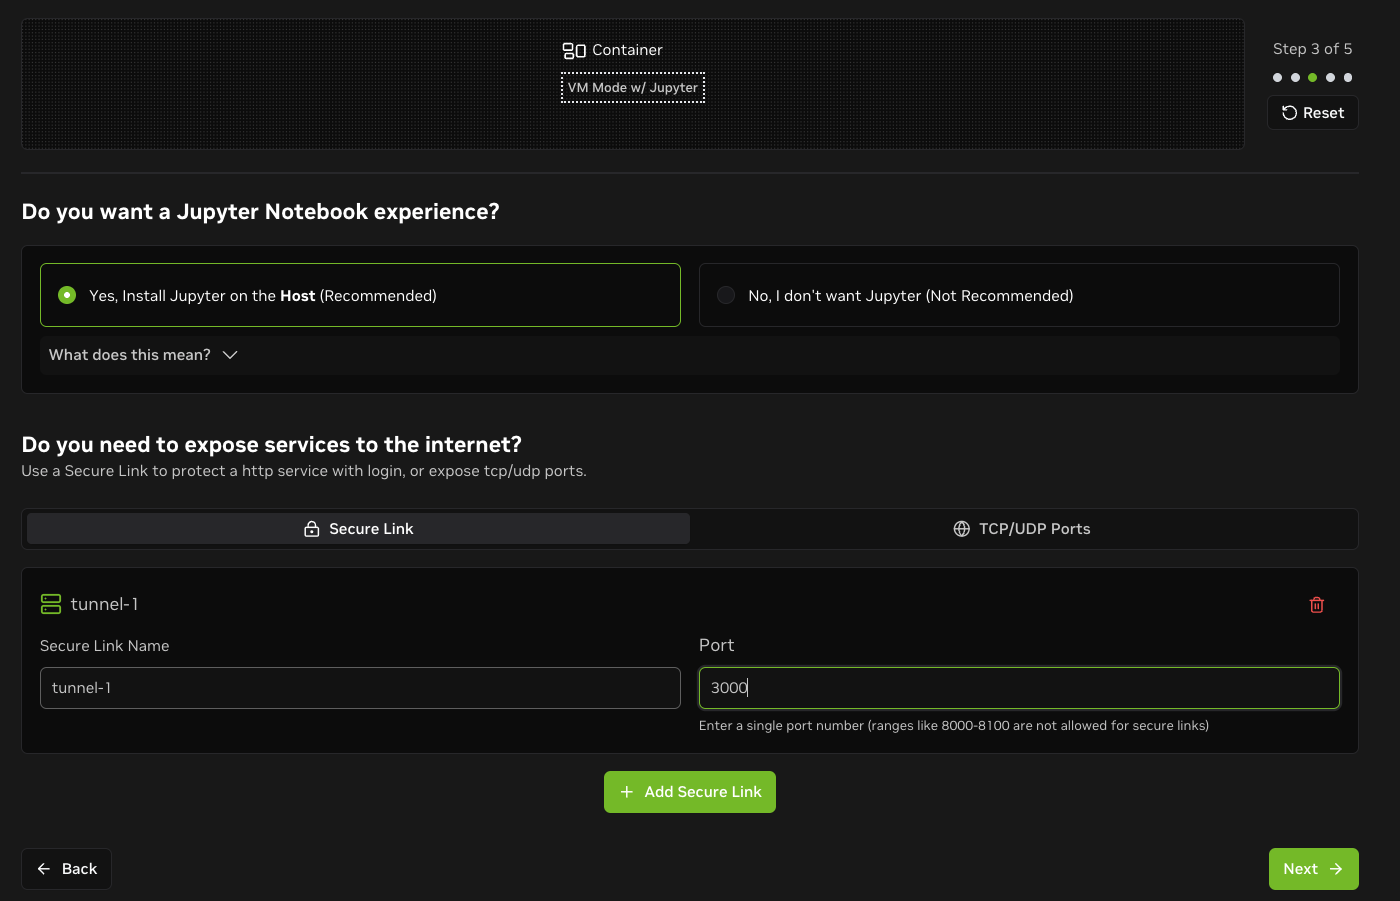 Container
VM Mode w/ Jupyter
Step 3 of 5
Reset
Do you want a Jupyter Notebook experience?
Yes, Install Jupyter on the Host (Recommended)
No, I don't want Jupyter (Not Recommended)
What does this mean?
Do you need to expose services to the internet?
Use a Secure Link to protect a http service with login, or expose tcp/udp ports.
Secure Link
TCP/UDP Ports
tunnel-1
Secure Link Name
Port
tunnel-1
3000
Enter a single port number (ranges like 8000-8100 are not allowed for secure links)
Add Secure Link
Back
Next